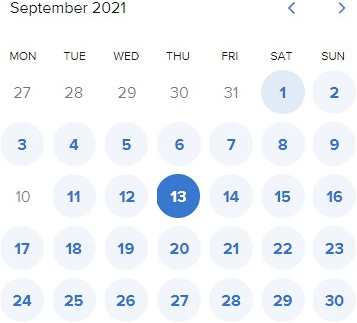 September 2021
MON TUE WED THU FRI SAT SUN
27 28 29 30 31 1 2
3 4 5 6 7 8 9
10 11 12 13 14 15 16
17 18 19 20 21 22 23
24 25 26 27 28 29 30